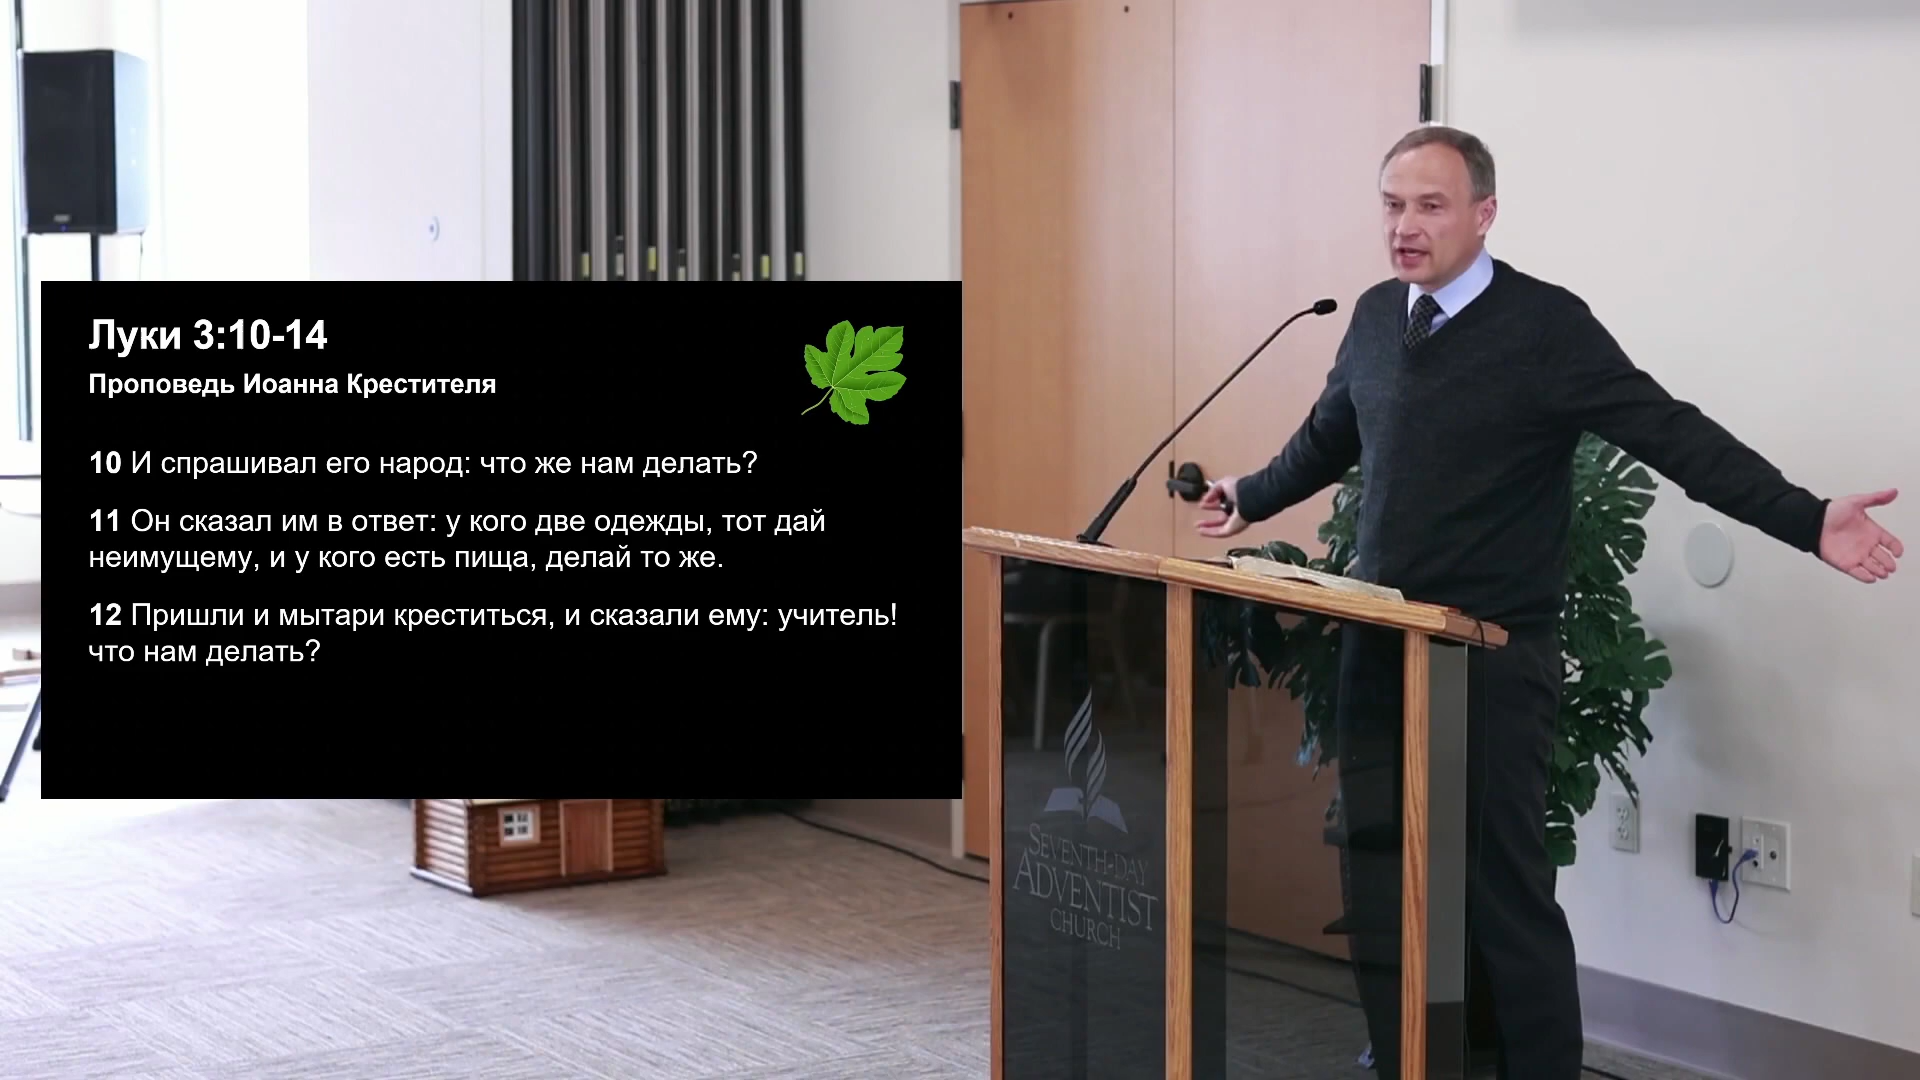 Луки 3:10-14
Проповедь Иоанна Крестителя
10 И спрашивал его народ: что же нам делать?
11 Он сказал им в ответ: у кого две одежды, тот дай
неимущему, и у кого есть пища, делай то же.
12 Пришли и мытари креститься, и сказали ему: учитель!
что нам делать?
SEVENTH-DAY
ADVENTIST
CHURCH